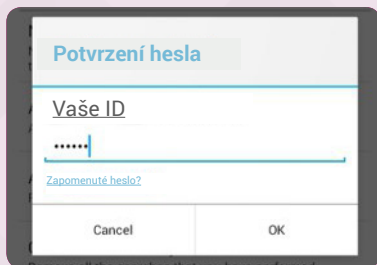 Potvrzení hesla
Vaše ID
••••••
Zapomenuté heslo?
Cancel
OK